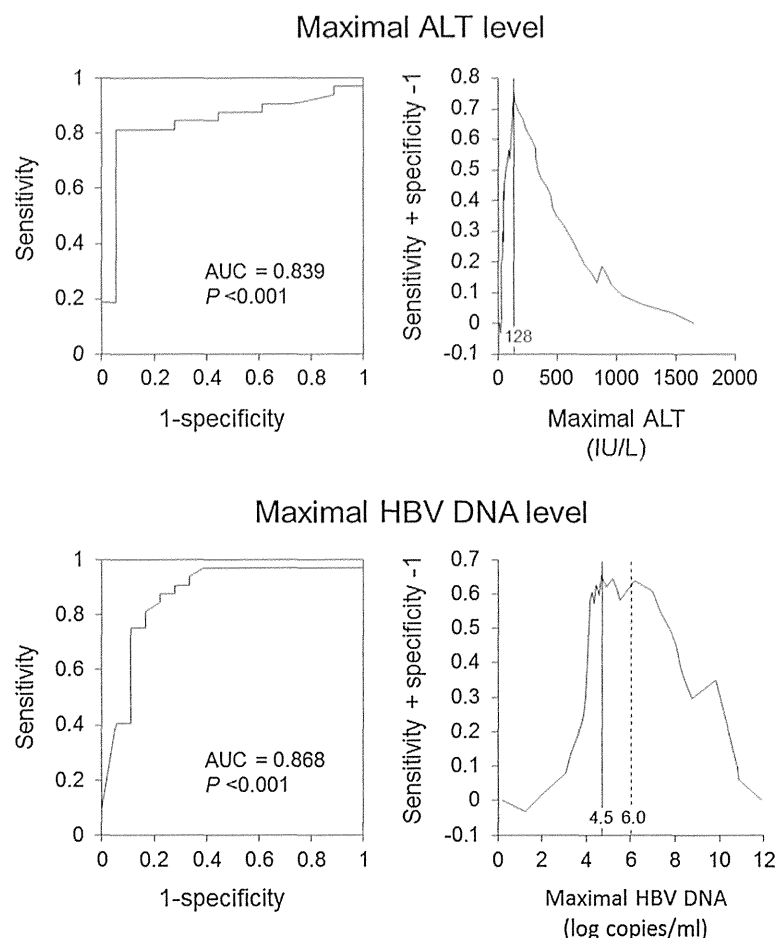 Maximal ALT level
Sensitivity
1
0.8
0.6
0.4
0.2
0
AUC = 0.839
P <0.001
0 0.2 0.4 0.6 0.8 1
1-specificity
Sensitivity + specificity -1
0.8
0.7
0.6
0.5
0.4
0.3
0.2
0.1
0
-0.1
128
0 500 1000 1500 2000
Maximal ALT
(IU/L)
Maximal HBV DNA level
Sensitivity
1
0.8
0.6
0.4
0.2
0
AUC = 0.868
P <0.001
0 0.2 0.4 0.6 0.8 1
1-specificity
Sensitivity + specificity -1
0.7
0.6
0.5
0.4
0.3
0.2
0.1
0
-0.1
4.5 6.0
0 2 4 6 8 10 12
Maximal HBV DNA
(log copies/ml)